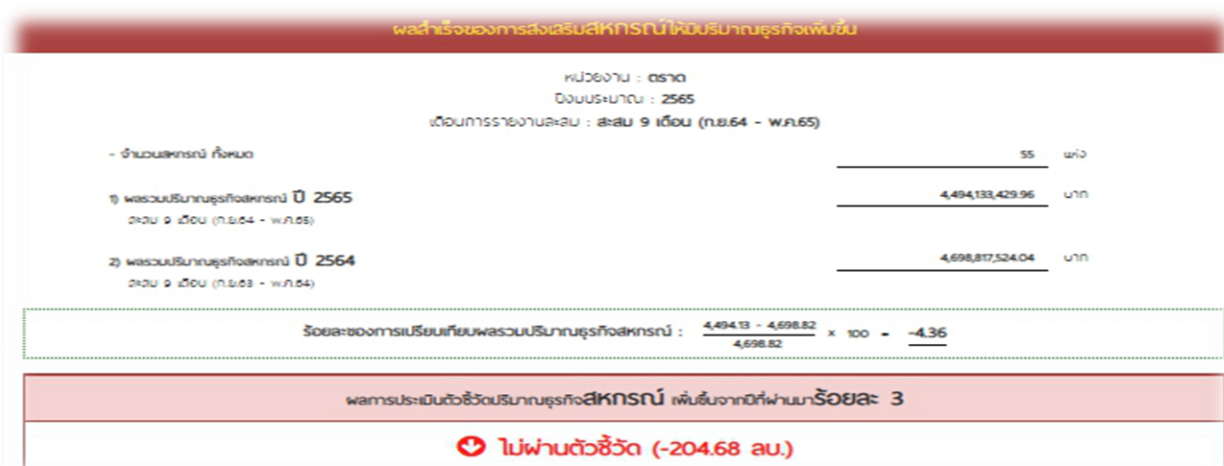 ผลสำเร็จของการส่งเสริมสหกรณ์ให้มีปริมาณธุรกิจเพิ่มขึ้น
หน่วยงาน : ตราด
ปีงบประมาณ : 2565
เดือนการรายงานสะสม : สะสม 9 เดือน (ก.ย.64 - พ.ค.65)
- จำนวนสหกรณ์ ทั้งหมด 55 แห่ง
1) ผลรวมปริมาณธุรกิจสหกรณ์ ปี 2565 4,494,133,429.96 บาท
สะสม 9 เดือน (ก.ย.64 - พ.ค.65)
2) ผลรวมปริมาณธุรกิจสหกรณ์ ปี 2564 4,698,817,524.04 บาท
สะสม 9 เดือน (ก.ย.63 - พ.ค.64)
ร้อยละของการเปรียบเทียบผลรวมปริมาณธุรกิจสหกรณ์ : 4,494.13 - 4,698.82 × 100 = -4.36
4,698.82
ผลการประเมินตัวชี้วัดปริมาณธุรกิจสหกรณ์ เพิ่มขึ้นจากปีที่ผ่านมาร้อยละ 3
ไม่ผ่านตัวชี้วัด (-204.68 ลบ.)